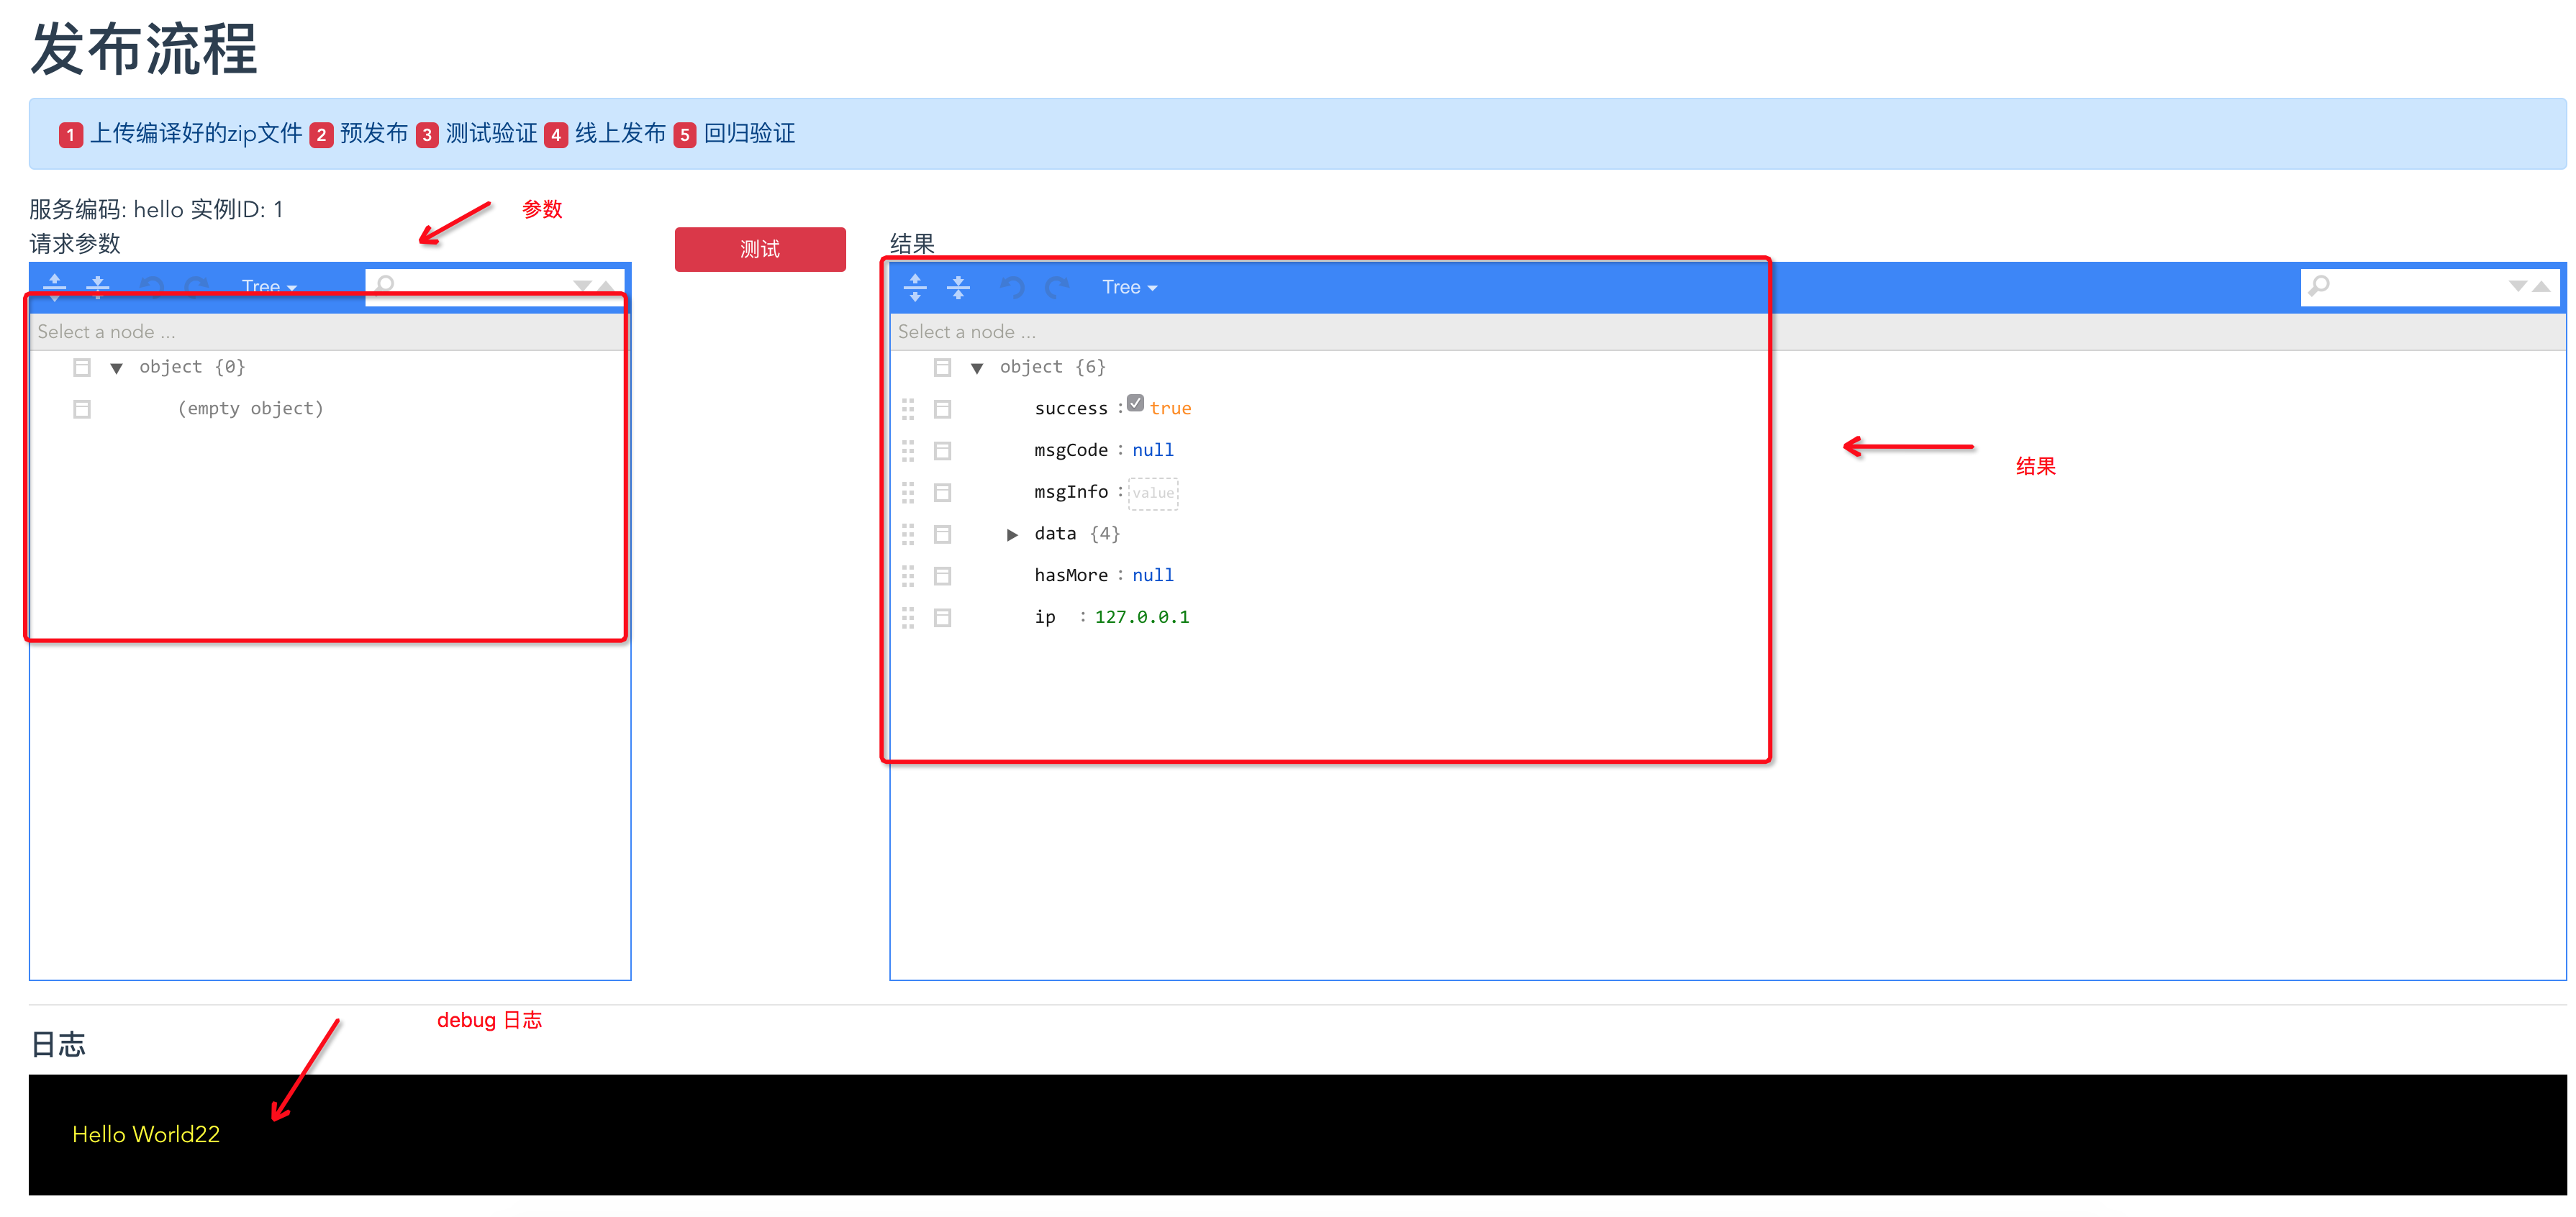 发布流程
1 上传编译好的zip文件 2 预发布 3 测试验证 4 线上发布 5 回归验证
服务编码: hello 实例ID: 1
参数
请求参数
测试
结果
Tree
Select a node ...
object {0}
(empty object)
Tree
Select a node ...
object {6}
success : true
msgCode : null
msgInfo : value
data {4}
hasMore : null
ip : 127.0.0.1
结果
debug 日志
日志
Hello World22